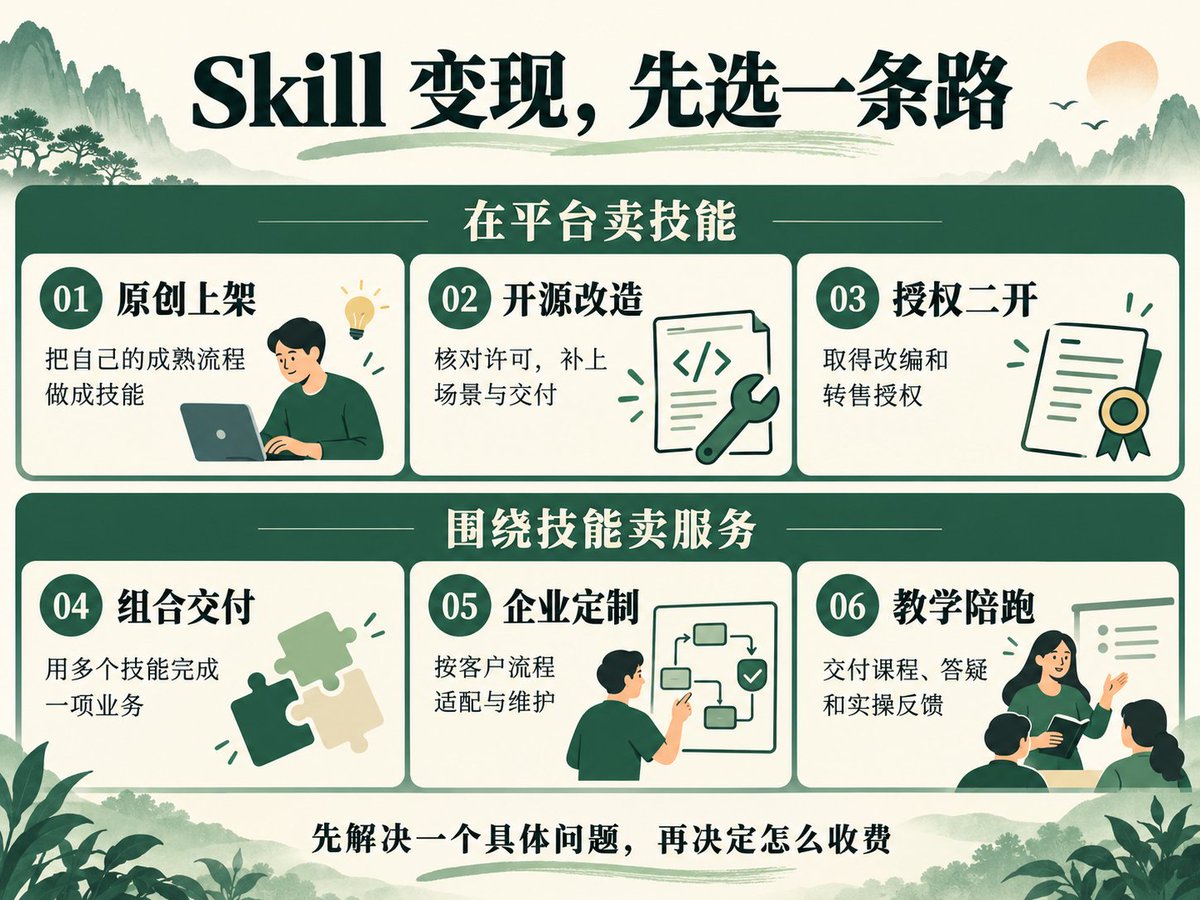 Skill 变现，先选一条路
在平台卖技能
01 原创上架
把自己的成熟流程
做成技能
02 开源改造
核对许可，补上
场景与交付
</>
03 授权二开
取得改编和
转售授权
围绕技能卖服务
04 组合交付
用多个技能完成
一项业务
05 企业定制
按客户流程
适配与维护
06 教学陪跑
交付课程、答疑
和实操反馈
先解决一个具体问题，再决定怎么收费